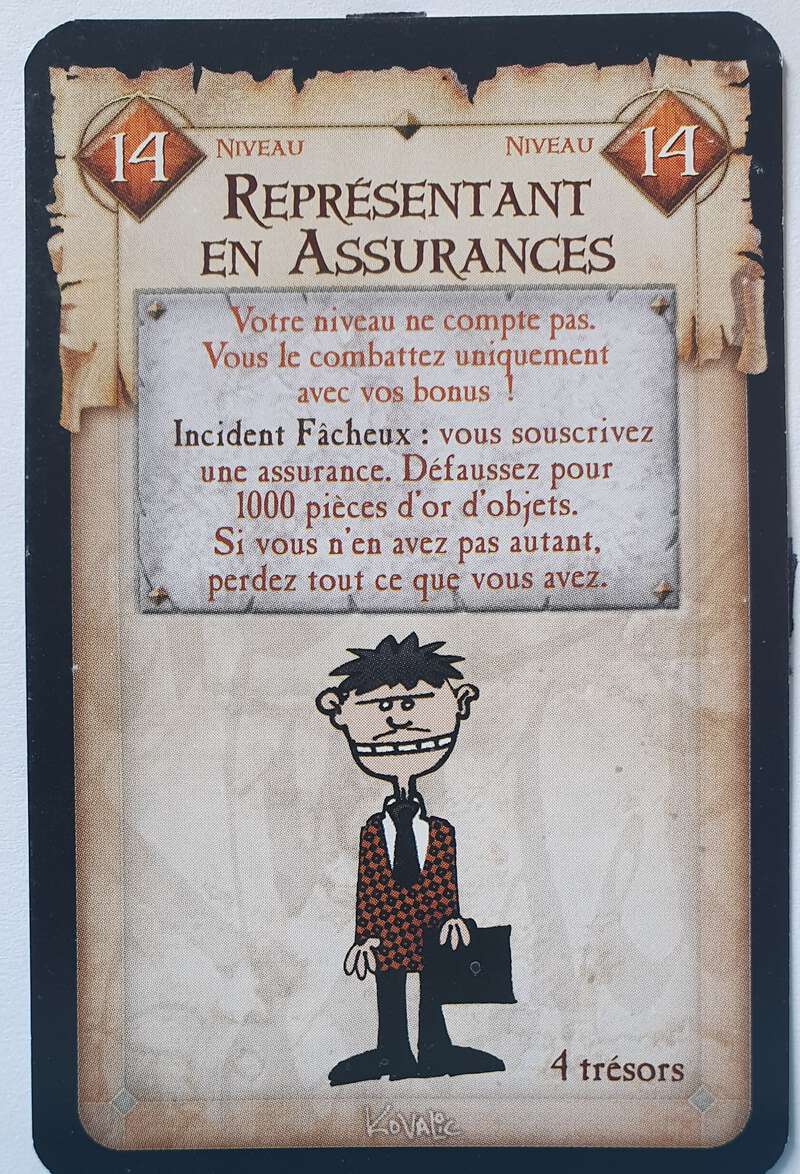 14 Niveau Niveau 14
Représentant
en Assurances
Votre niveau ne compte pas.
Vous le combattez uniquement
avec vos bonus !
Incident Fâcheux : vous souscrivez
une assurance. Défaussez pour
1000 pièces d'or d'objets.
Si vous n'en avez pas autant,
perdez tout ce que vous avez.
4 trésors
Kovalic